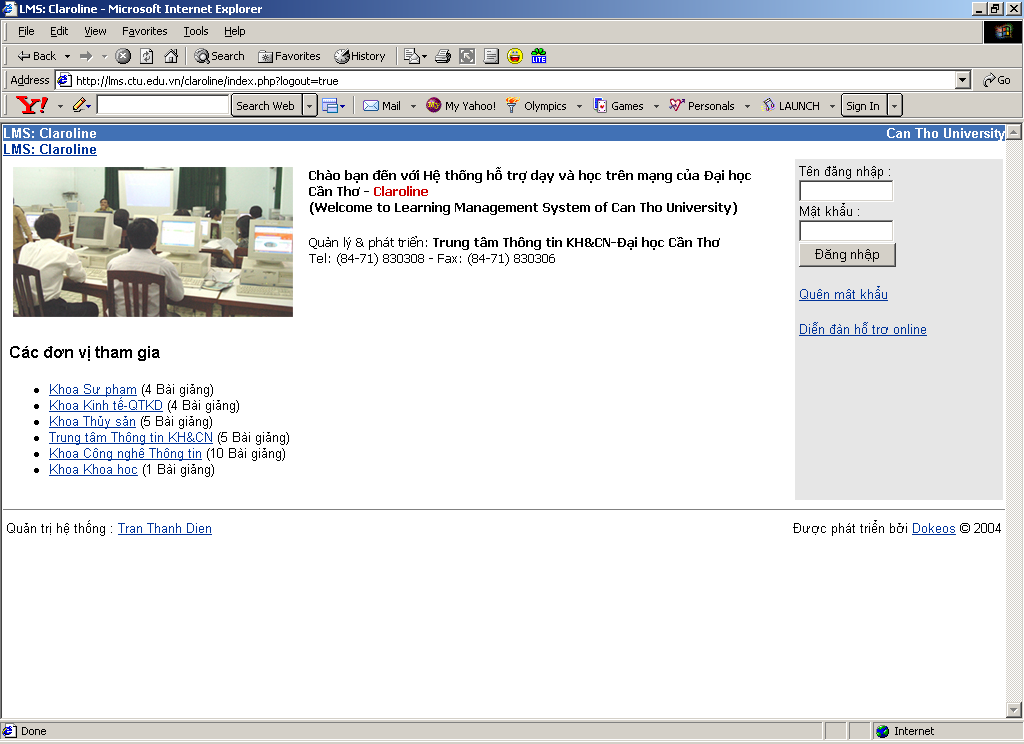 LMS: Claroline - Microsoft Internet Explorer
File Edit View Favorites Tools Help
Back Search Favorites History LITE
Address http://lms.ctu.edu.vn/claroline/index.php?logout=true Go
Y! Search Web Mail My Yahoo! Olympics Games Personals LAUNCH Sign In
LMS: Claroline Can Tho University
LMS: Claroline
Chào bạn đến với Hệ thống hỗ trợ dạy và học trên mạng của Đại học
Cần Thơ - Claroline
(Welcome to Learning Management System of Can Tho University)
Quản lý & phát triển: Trung tâm Thông tin KH&CN-Đại học Cần Thơ
Tel: (84-71) 830308 - Fax: (84-71) 830306
Tên đăng nhập :
Mật khẩu :
Đăng nhập
Quên mật khẩu
Diễn đàn hỗ trợ online
Các đơn vị tham gia
Khoa Sư phạm (4 Bài giảng)
Khoa Kinh tế-QTKD (4 Bài giảng)
Khoa Thủy sản (5 Bài giảng)
Trung tâm Thông tin KH&CN (5 Bài giảng)
Khoa Công nghệ Thông tin (10 Bài giảng)
Khoa Khoa học (1 Bài giảng)
Quản trị hệ thống : Tran Thanh Dien
Được phát triển bởi Dokeos © 2004
Done Internet